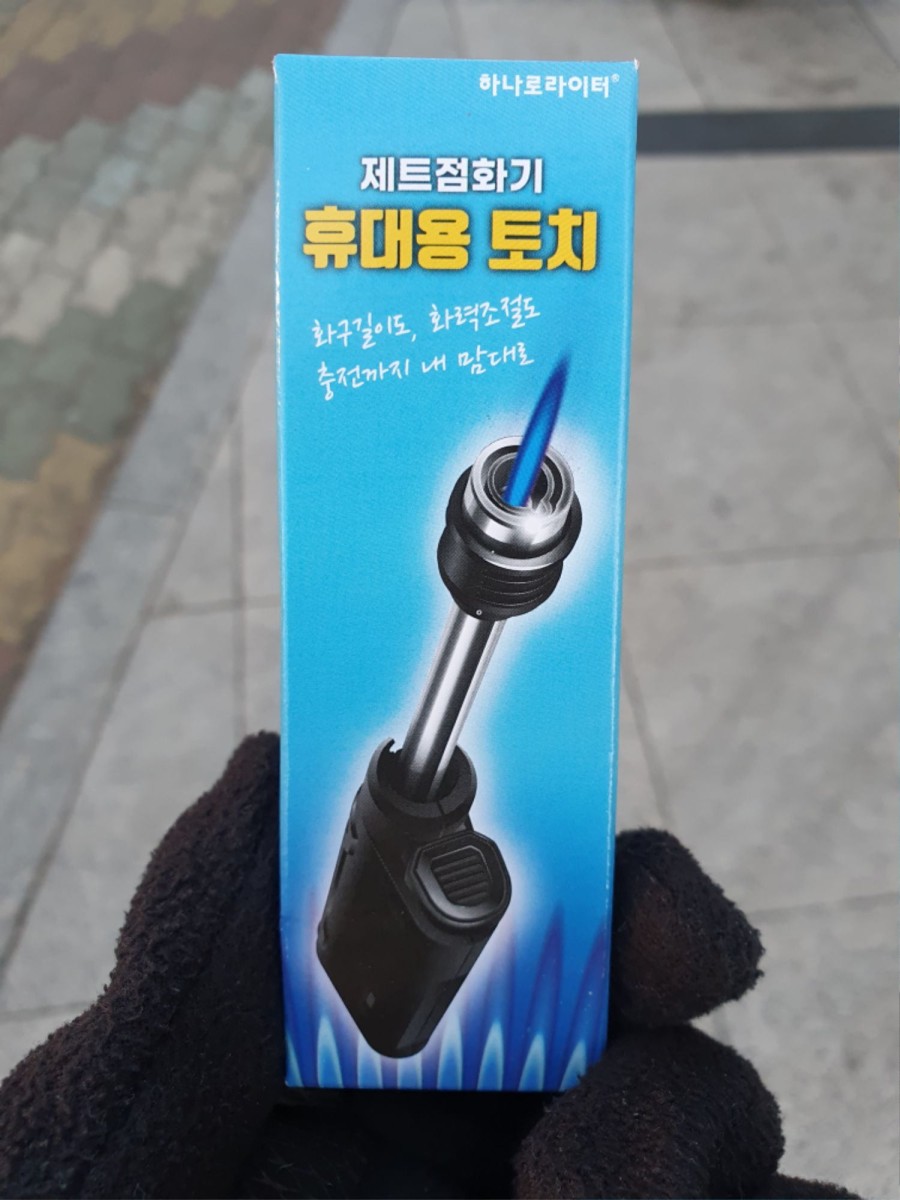 하나로라이터®
제트점화기
휴대용 토치
화구길이도, 화력조절도
충전까지 내 맘대로